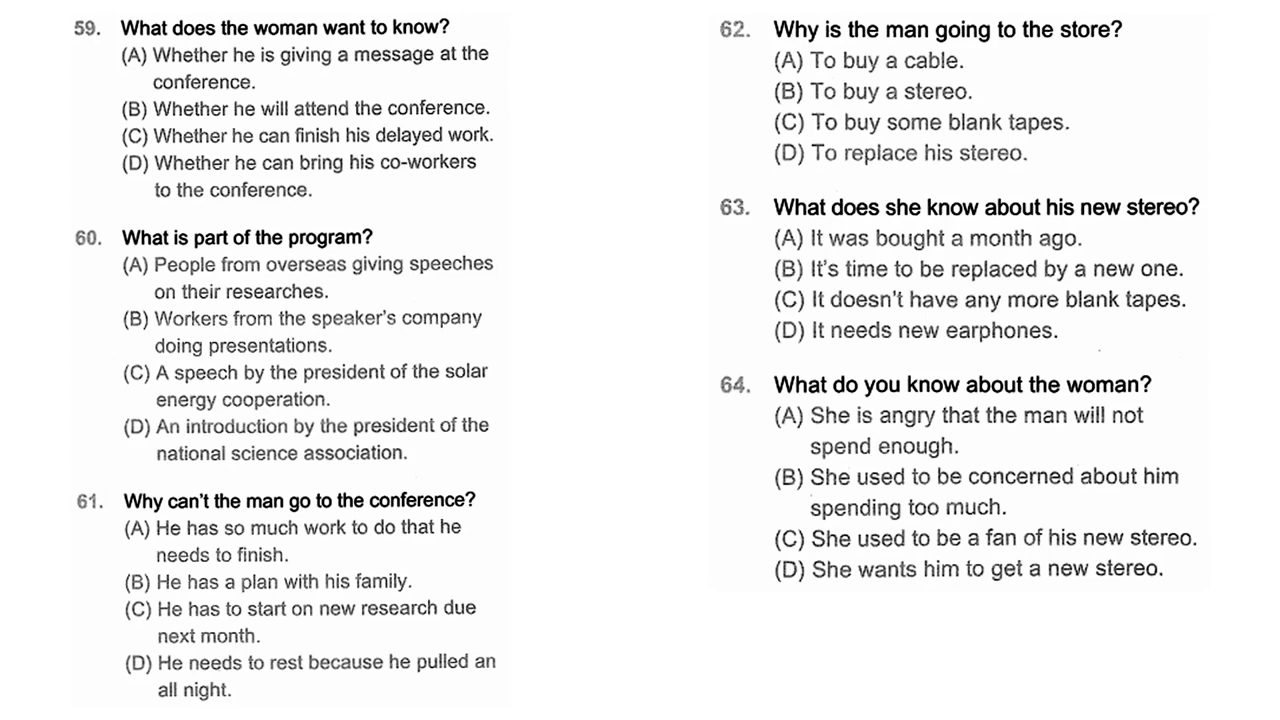 59. What does the woman want to know?
(A) Whether he is giving a message at the
conference.
(B) Whether he will attend the conference.
(C) Whether he can finish his delayed work.
(D) Whether he can bring his co-workers
to the conference.
60. What is part of the program?
(A) People from overseas giving speeches
on their researches.
(B) Workers from the speaker's company
doing presentations.
(C) A speech by the president of the solar
energy cooperation.
(D) An introduction by the president of the
national science association.
61. Why can't the man go to the conference?
(A) He has so much work to do that he
needs to finish.
(B) He has a plan with his family.
(C) He has to start on new research due
next month.
(D) He needs to rest because he pulled an
all night.
62. Why is the man going to the store?
(A) To buy a cable.
(B) To buy a stereo.
(C) To buy some blank tapes.
(D) To replace his stereo.
63. What does she know about his new stereo?
(A) It was bought a month ago.
(B) It's time to be replaced by a new one.
(C) It doesn't have any more blank tapes.
(D) It needs new earphones.
64. What do you know about the woman?
(A) She is angry that the man will not
spend enough.
(B) She used to be concerned about him
spending too much.
(C) She used to be a fan of his new stereo.
(D) She wants him to get a new stereo.